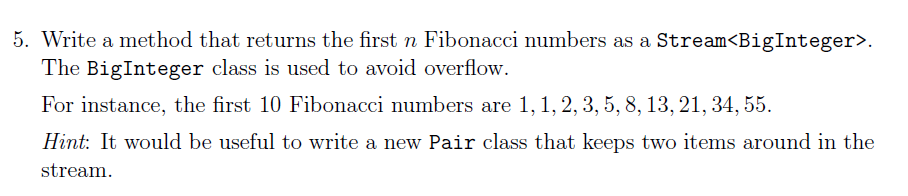 5. Write a method that returns the first n Fibonacci numbers as a Stream<BigInteger>.
The BigInteger class is used to avoid overflow.
For instance, the first 10 Fibonacci numbers are 1, 1, 2, 3, 5, 8, 13, 21, 34, 55.
Hint: It would be useful to write a new Pair class that keeps two items around in the
stream.